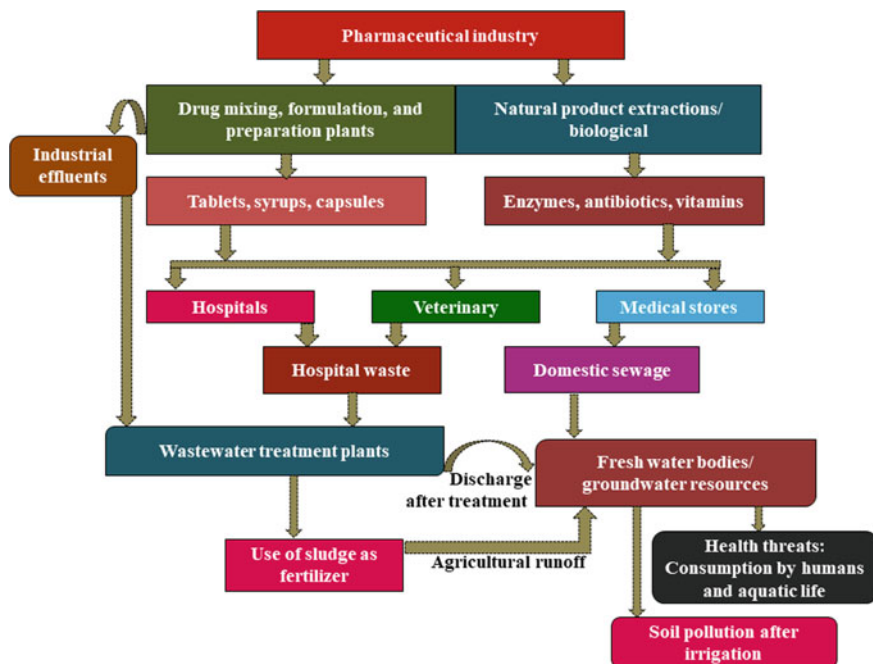 Pharmaceutical industry
Drug mixing, formulation, and
preparation plants
Natural product extractions/
biological
Industrial
effluents
Tablets, syrups, capsules
Enzymes, antibiotics, vitamins
Hospitals
Veterinary
Medical stores
Hospital waste
Domestic sewage
Wastewater treatment plants
Discharge
after treatment
Fresh water bodies/
groundwater resources
Use of sludge as
fertilizer
Agricultural runoff
Health threats:
Consumption by humans
and aquatic life
Soil pollution after
irrigation